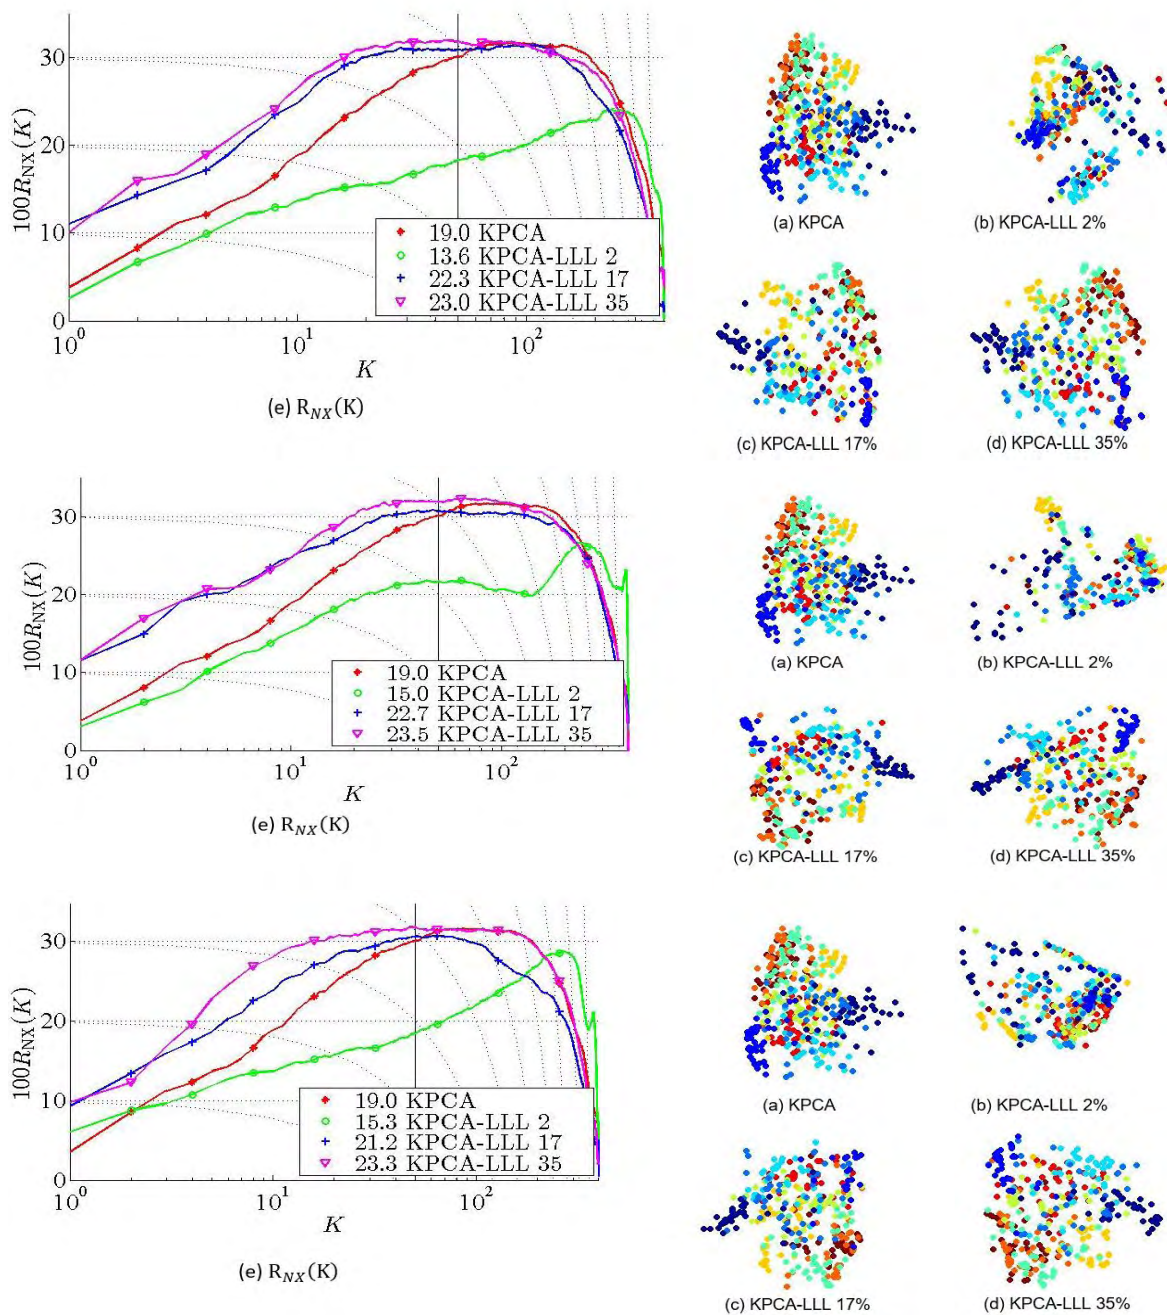 30
20
10
0
100R_NX(K)
19.0 KPCA
13.6 KPCA-LLL 2
22.3 KPCA-LLL 17
23.0 KPCA-LLL 35
10^0 10^1 10^2
K
(e) R_NX(K)
(a) KPCA
(b) KPCA-LLL 2%
(c) KPCA-LLL 17%
(d) KPCA-LLL 35%
30
20
10
0
100R_NX(K)
19.0 KPCA
15.0 KPCA-LLL 2
22.7 KPCA-LLL 17
23.5 KPCA-LLL 35
10^0 10^1 10^2
K
(e) R_NX(K)
(a) KPCA
(b) KPCA-LLL 2%
(c) KPCA-LLL 17%
(d) KPCA-LLL 35%
30
20
10
0
100R_NX(K)
19.0 KPCA
15.3 KPCA-LLL 2
21.2 KPCA-LLL 17
23.3 KPCA-LLL 35
10^0 10^1 10^2
K
(e) R_NX(K)
(a) KPCA
(b) KPCA-LLL 2%
(c) KPCA-LLL 17%
(d) KPCA-LLL 35%